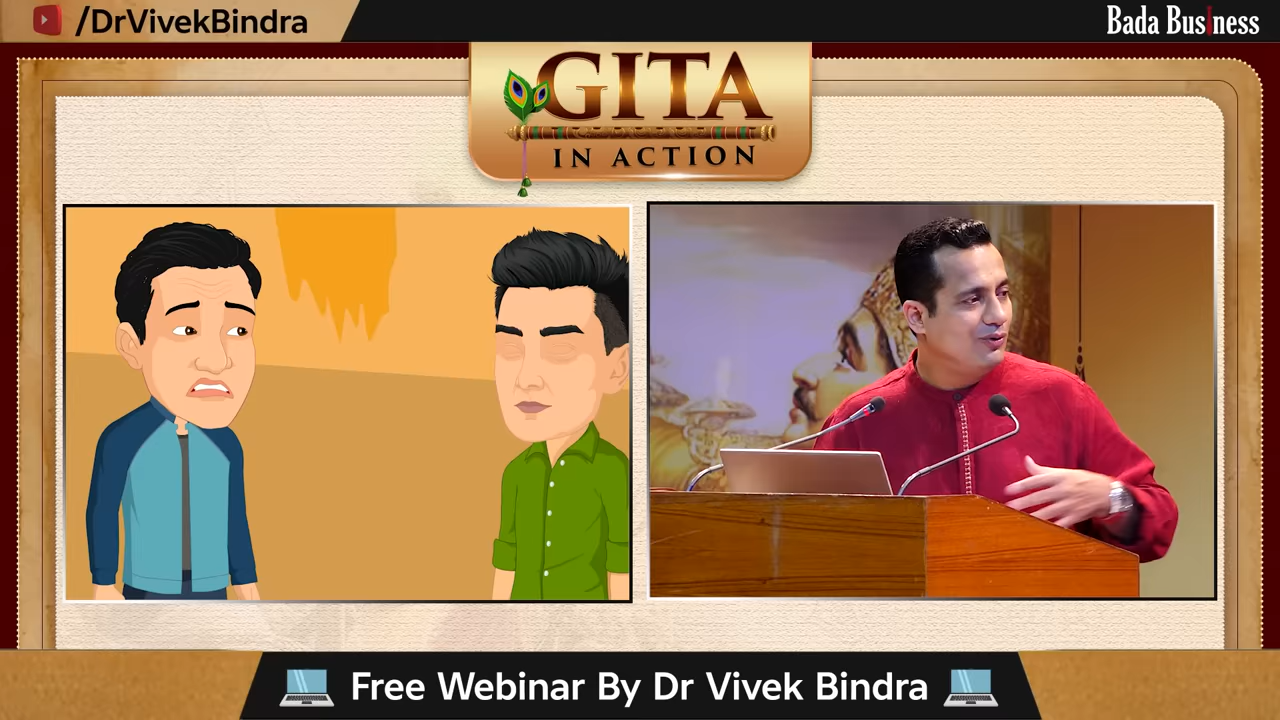 /DrVivekBindra
Bada Business
GITA
IN ACTION
Free Webinar By Dr Vivek Bindra